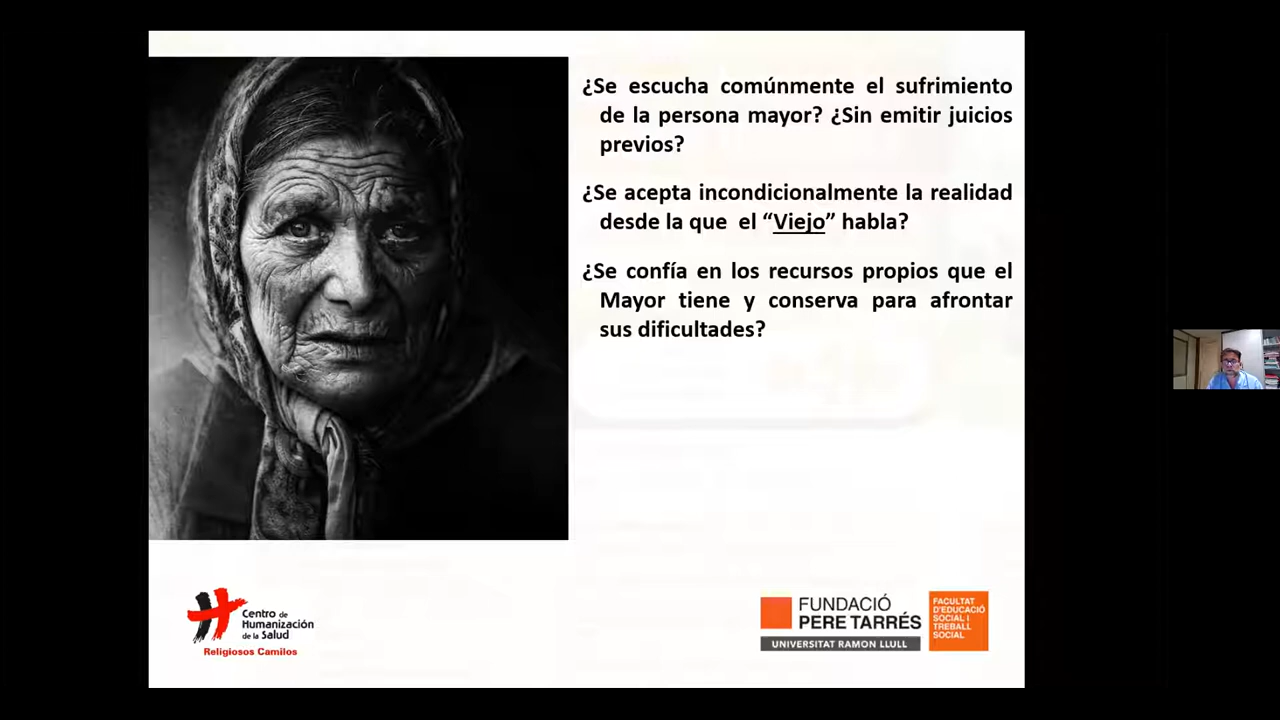 ¿Se escucha comúnmente el sufrimiento
de la persona mayor? ¿Sin emitir juicios
previos?
¿Se acepta incondicionalmente la realidad
desde la que el “Viejo” habla?
¿Se confía en los recursos propios que el
Mayor tiene y conserva para afrontar
sus dificultades?
Centro de
Humanización
de la Salud
Religiosos Camilos
FUNDACIÓ
PERE TARRÉS
UNIVERSITAT RAMON LLULL
FACULTAT
D'EDUCACIÓ
SOCIAL I
TREBALL
SOCIAL